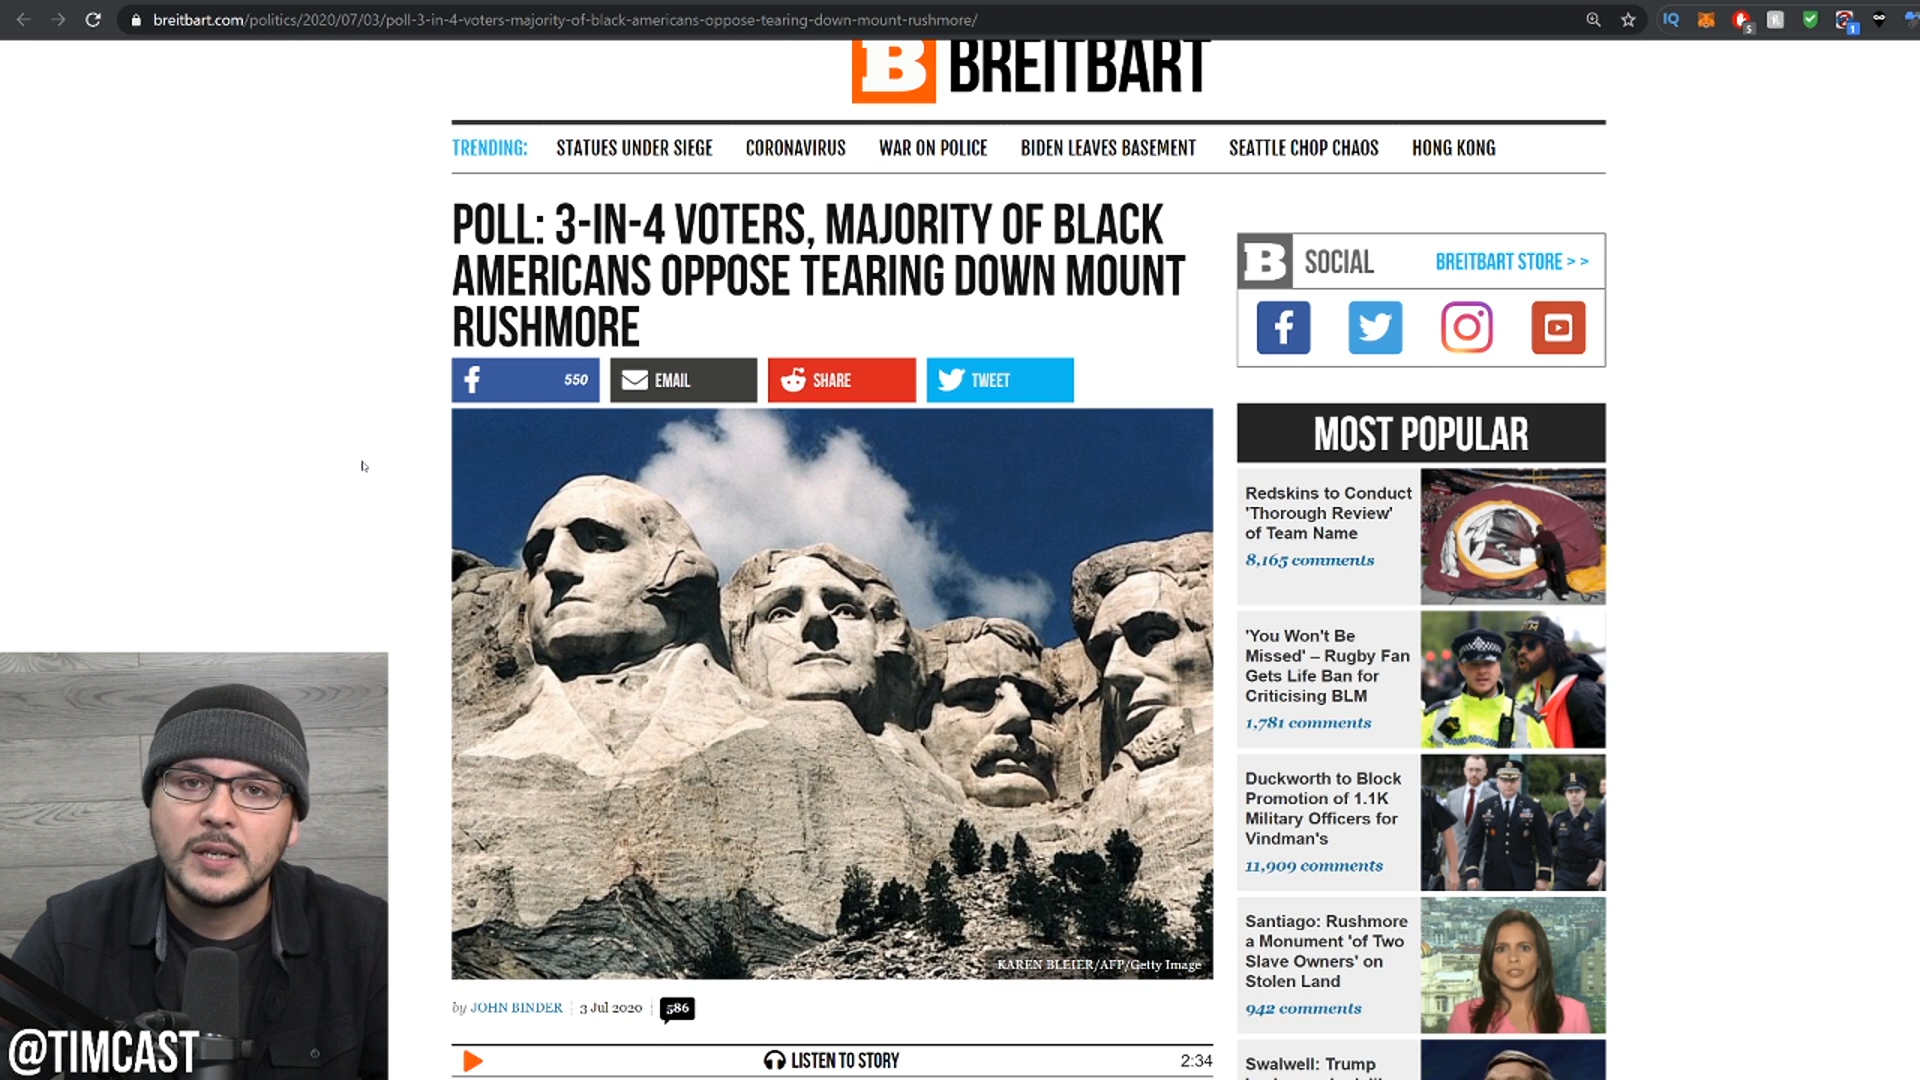 breitbart.com/politics/2020/07/03/poll-3-in-4-voters-majority-of-black-americans-oppose-tearing-down-mount-rushmore/
IQ
5
1
B BREITBART
TRENDING: STATUES UNDER SIEGE CORONAVIRUS WAR ON POLICE BIDEN LEAVES BASEMENT SEATTLE CHOP CHAOS HONG KONG
POLL: 3-IN-4 VOTERS, MAJORITY OF BLACK
AMERICANS OPPOSE TEARING DOWN MOUNT
RUSHMORE
550 EMAIL SHARE TWEET
KAREN BLEIER/AFP/Getty Image
by JOHN BINDER 3 Jul 2020 586
LISTEN TO STORY 2:34
B SOCIAL BREITBART STORE > >
MOST POPULAR
Redskins to Conduct
'Thorough Review'
of Team Name
8,165 comments
'You Won't Be
Missed' – Rugby Fan
Gets Life Ban for
Criticising BLM
1,781 comments
Duckworth to Block
Promotion of 1.1K
Military Officers for
Vindman's
11,909 comments
Santiago: Rushmore
a Monument 'of Two
Slave Owners' on
Stolen Land
942 comments
Swalwell: Trump
@TIMCAST